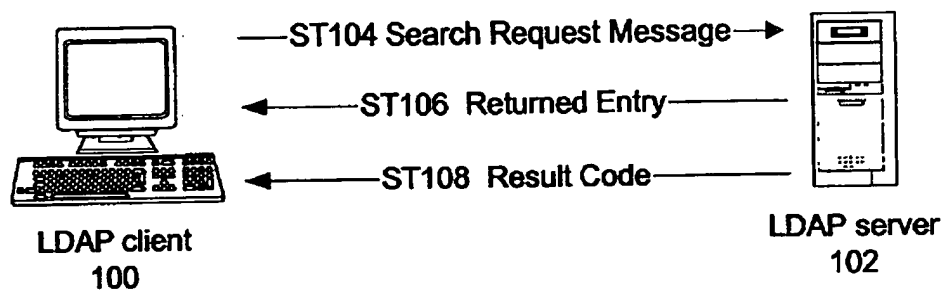 ST104 Search Request Message
ST106 Returned Entry
ST108 Result Code
LDAP client
100
LDAP server
102